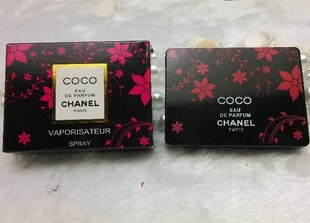 COCO
EAU
DE PARFUM
CHANEL
PARIS
VAPORISATEUR
SPRAY
COCO
EAU
DE PARFUM
CHANEL
PARIS